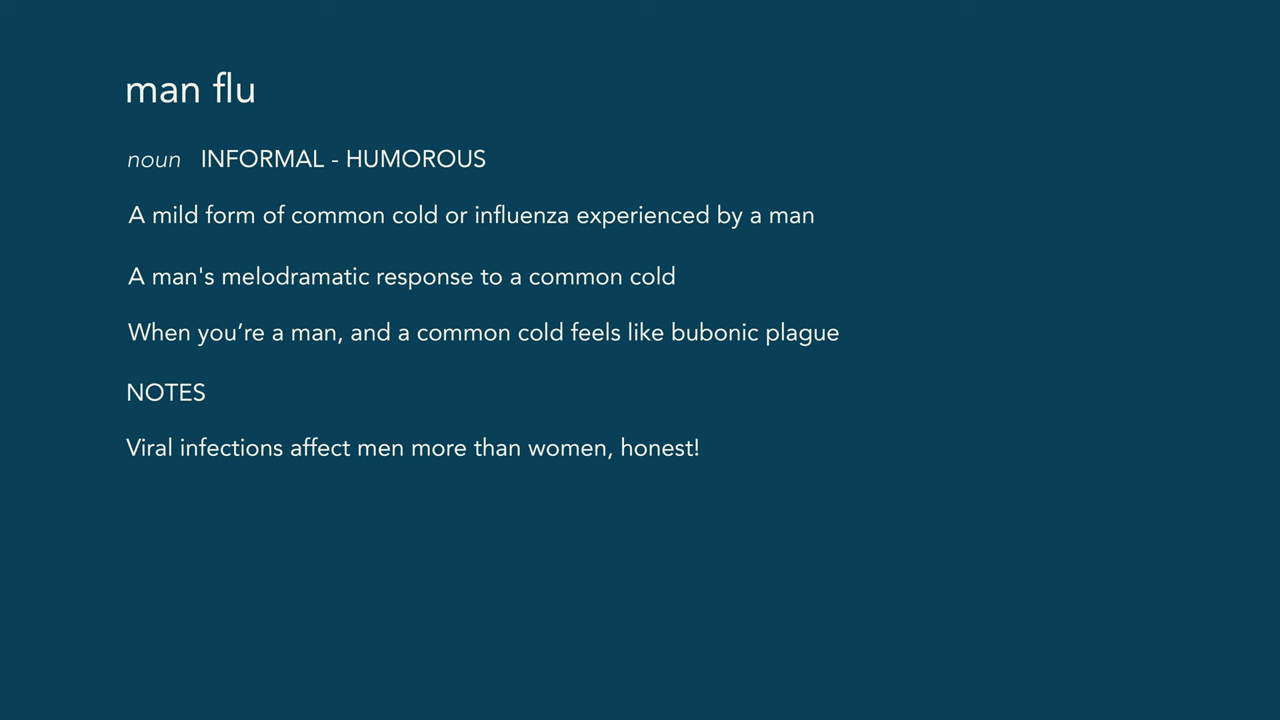 man flu
noun INFORMAL - HUMOROUS
A mild form of common cold or influenza experienced by a man
A man's melodramatic response to a common cold
When you’re a man, and a common cold feels like bubonic plague
NOTES
Viral infections affect men more than women, honest!